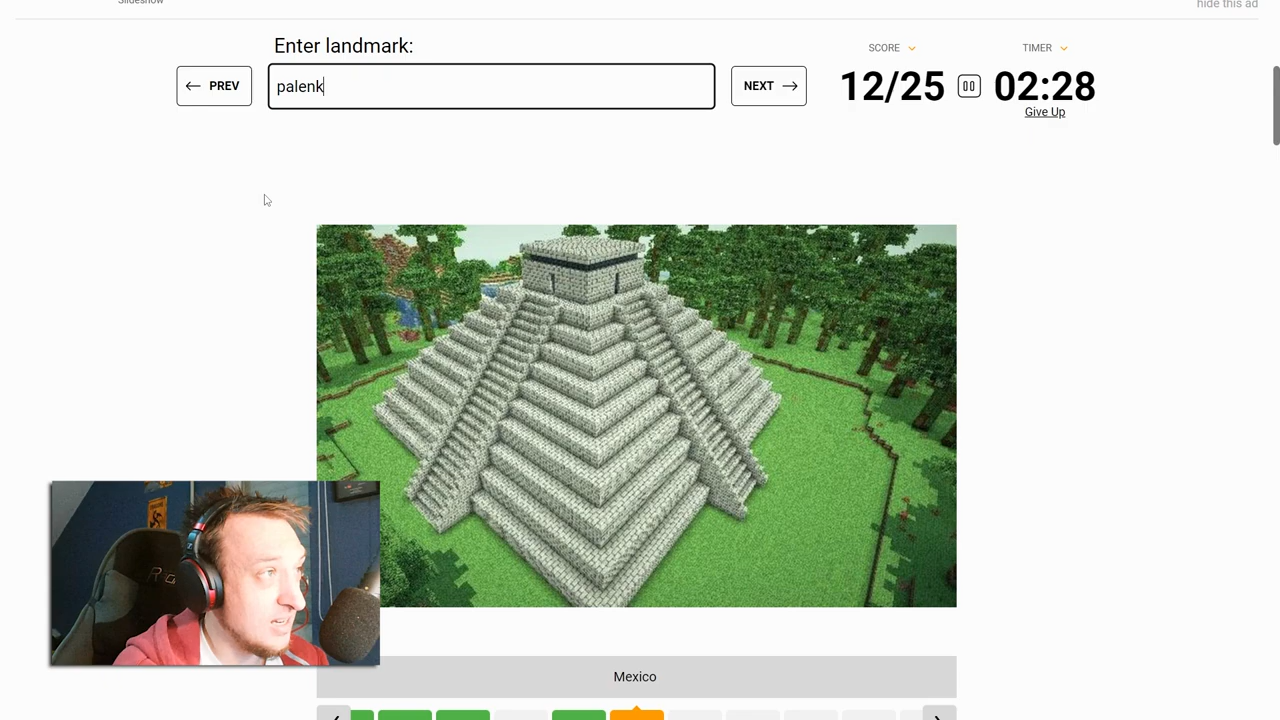 Slideshow
hide this ad
Enter landmark:
SCORE
TIMER
← PREV
palenk
NEXT →
12/25
02:28
Give Up
Mexico